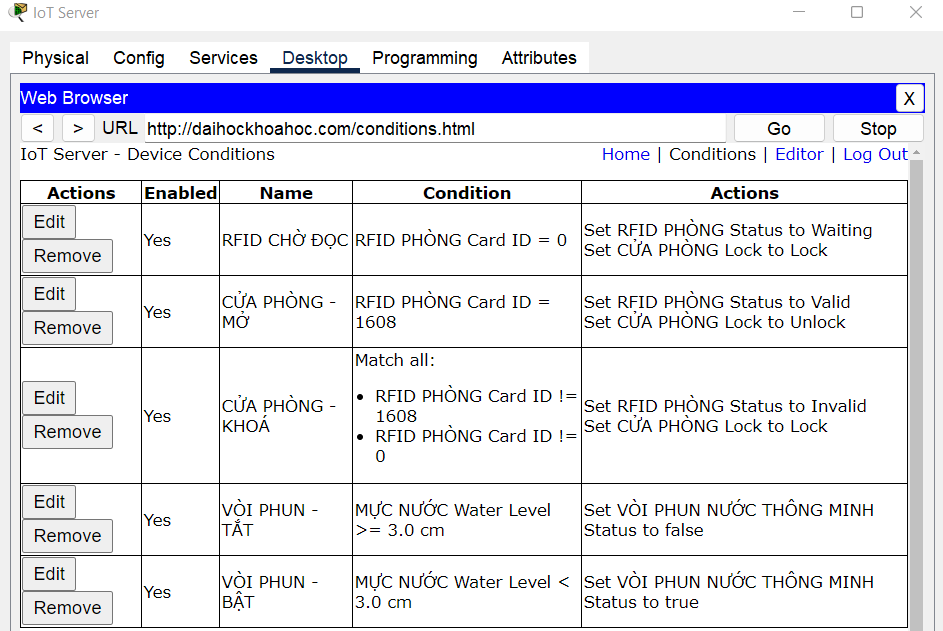 IoT Server
Physical Config Services Desktop Programming Attributes
Web Browser X
< > URL http://daihockhoahoc.com/conditions.html Go Stop
IoT Server - Device Conditions Home | Conditions | Editor | Log Out
Actions Enabled Name Condition Actions
Edit
Remove
Yes
RFID CHỜ ĐỌC
RFID PHÒNG Card ID = 0
Set RFID PHÒNG Status to Waiting
Set CỬA PHÒNG Lock to Lock
Edit
Remove
Yes
CỬA PHÒNG -
MỞ
RFID PHÒNG Card ID =
1608
Set RFID PHÒNG Status to Valid
Set CỬA PHÒNG Lock to Unlock
Edit
Remove
Yes
CỬA PHÒNG -
KHOÁ
Match all:
• RFID PHÒNG Card ID !=
1608
• RFID PHÒNG Card ID !=
0
Set RFID PHÒNG Status to Invalid
Set CỬA PHÒNG Lock to Lock
Edit
Remove
Yes
VÒI PHUN -
TẮT
MỰC NƯỚC Water Level
>= 3.0 cm
Set VÒI PHUN NƯỚC THÔNG MINH
Status to false
Edit
Remove
Yes
VÒI PHUN -
BẬT
MỰC NƯỚC Water Level <
3.0 cm
Set VÒI PHUN NƯỚC THÔNG MINH
Status to true